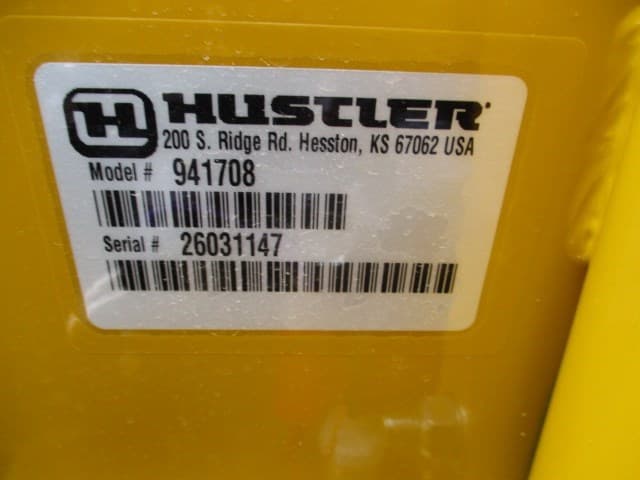 H HUSTLER
200 S. Ridge Rd. Hesston, KS 67062 USA
Model # 941708
Serial # 26031147